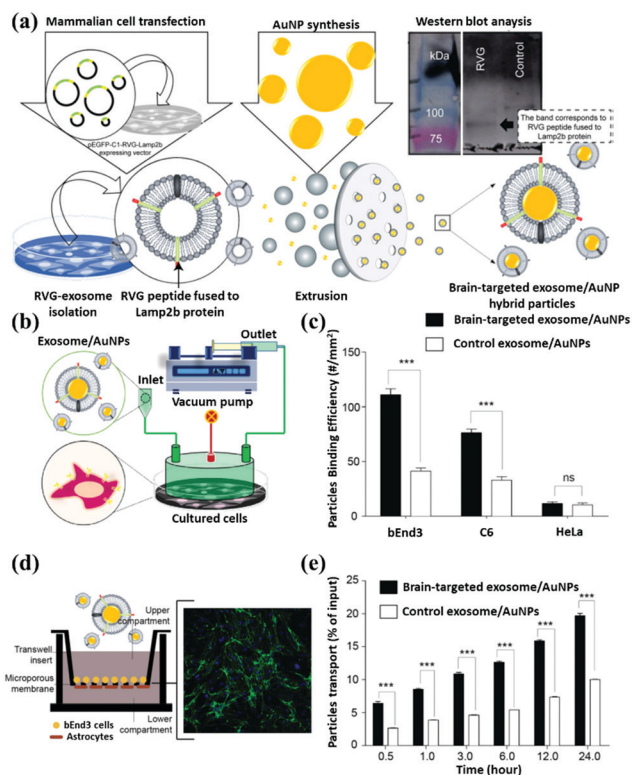 (a)
Mammalian cell transfection
AuNP synthesis
Western blot anaysis
kDa
RVG
Control
100
75
The band corresponds to
RVG peptide fused to
Lamp2b protein
pEGFP-C1-RVG-Lamp2b
expressing vector
RVG-exosome
isolation
RVG peptide fused to
Lamp2b protein
Extrusion
Brain-targeted exosome/AuNP
hybrid particles
(b)
Exosome/AuNPs
Inlet
Outlet
Vacuum pump
Cultured cells
(c)
Brain-targeted exosome/AuNPs
Control exosome/AuNPs
Particles Binding Efficiency (#/mm²)
150
100
50
0
***
***
ns
bEnd3
C6
HeLa
(d)
Upper
compartment
Transwell
insert
Microporous
membrane
Lower
compartment
bEnd3 cells
Astrocytes
(e)
Brain-targeted exosome/AuNPs
Control exosome/AuNPs
Particles transport (% of input)
25
20
15
10
5
0
***
***
***
***
***
***
0.5
1.0
3.0
6.0
12.0
24.0
Time (hour)